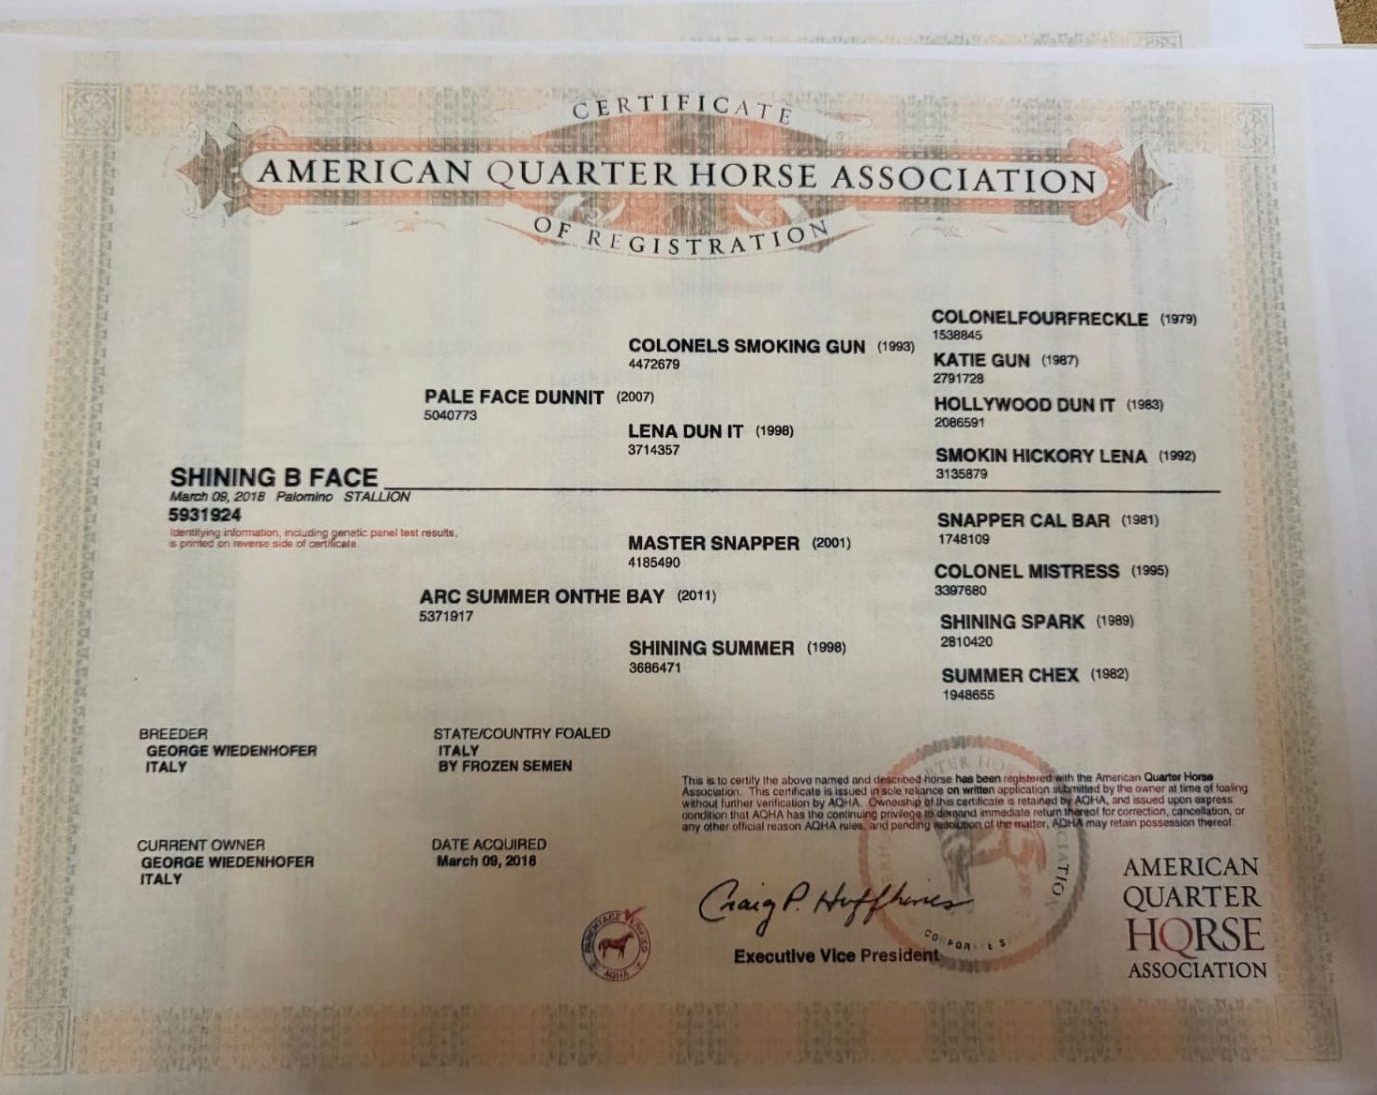 CERTIFICATE
AMERICAN QUARTER HORSE ASSOCIATION
OF REGISTRATION
COLONELFOURFRECKLE (1979)
1538845
COLONELS SMOKING GUN (1993)
4472679
KATIE GUN (1987)
2791728
PALE FACE DUNNIT (2007)
5040773
HOLLYWOOD DUN IT (1983)
2086591
LENA DUN IT (1998)
3714357
SMOKIN HICKORY LENA (1992)
3135879
SHINING B FACE
March 09, 2018 Palomino STALLION
5931924
Identifying information, including genetic panel test results,
is printed on reverse side of certificate.
SNAPPER CAL BAR (1981)
1748109
MASTER SNAPPER (2001)
4185490
COLONEL MISTRESS (1995)
3397680
ARC SUMMER ONTHE BAY (2011)
5371917
SHINING SPARK (1989)
2810420
SHINING SUMMER (1998)
3686471
SUMMER CHEX (1982)
1948655
BREEDER
GEORGE WIEDENHOFER
ITALY
STATE/COUNTRY FOALED
ITALY
BY FROZEN SEMEN
CURRENT OWNER
GEORGE WIEDENHOFER
ITALY
DATE ACQUIRED
March 09, 2018
This is to certify the above named and described horse has been registered with the American Quarter Horse
Association. This certificate is issued in sole reliance on written application submitted by the owner at time of foaling
without further verification by AQHA. Ownership of this certificate is retained by AQHA, and issued upon express
condition that AQHA has the continuing privilege to demand immediate return thereof for correction, cancellation, or
any other official reason AQHA rules, and pending resolution of the matter, AQHA may retain possession thereof.
Craig P. Huffhines
Executive Vice President
PARENTAGE VERIFIED
AQHA
CORPORATE SEAL
AMERICAN
QUARTER
HORSE
ASSOCIATION